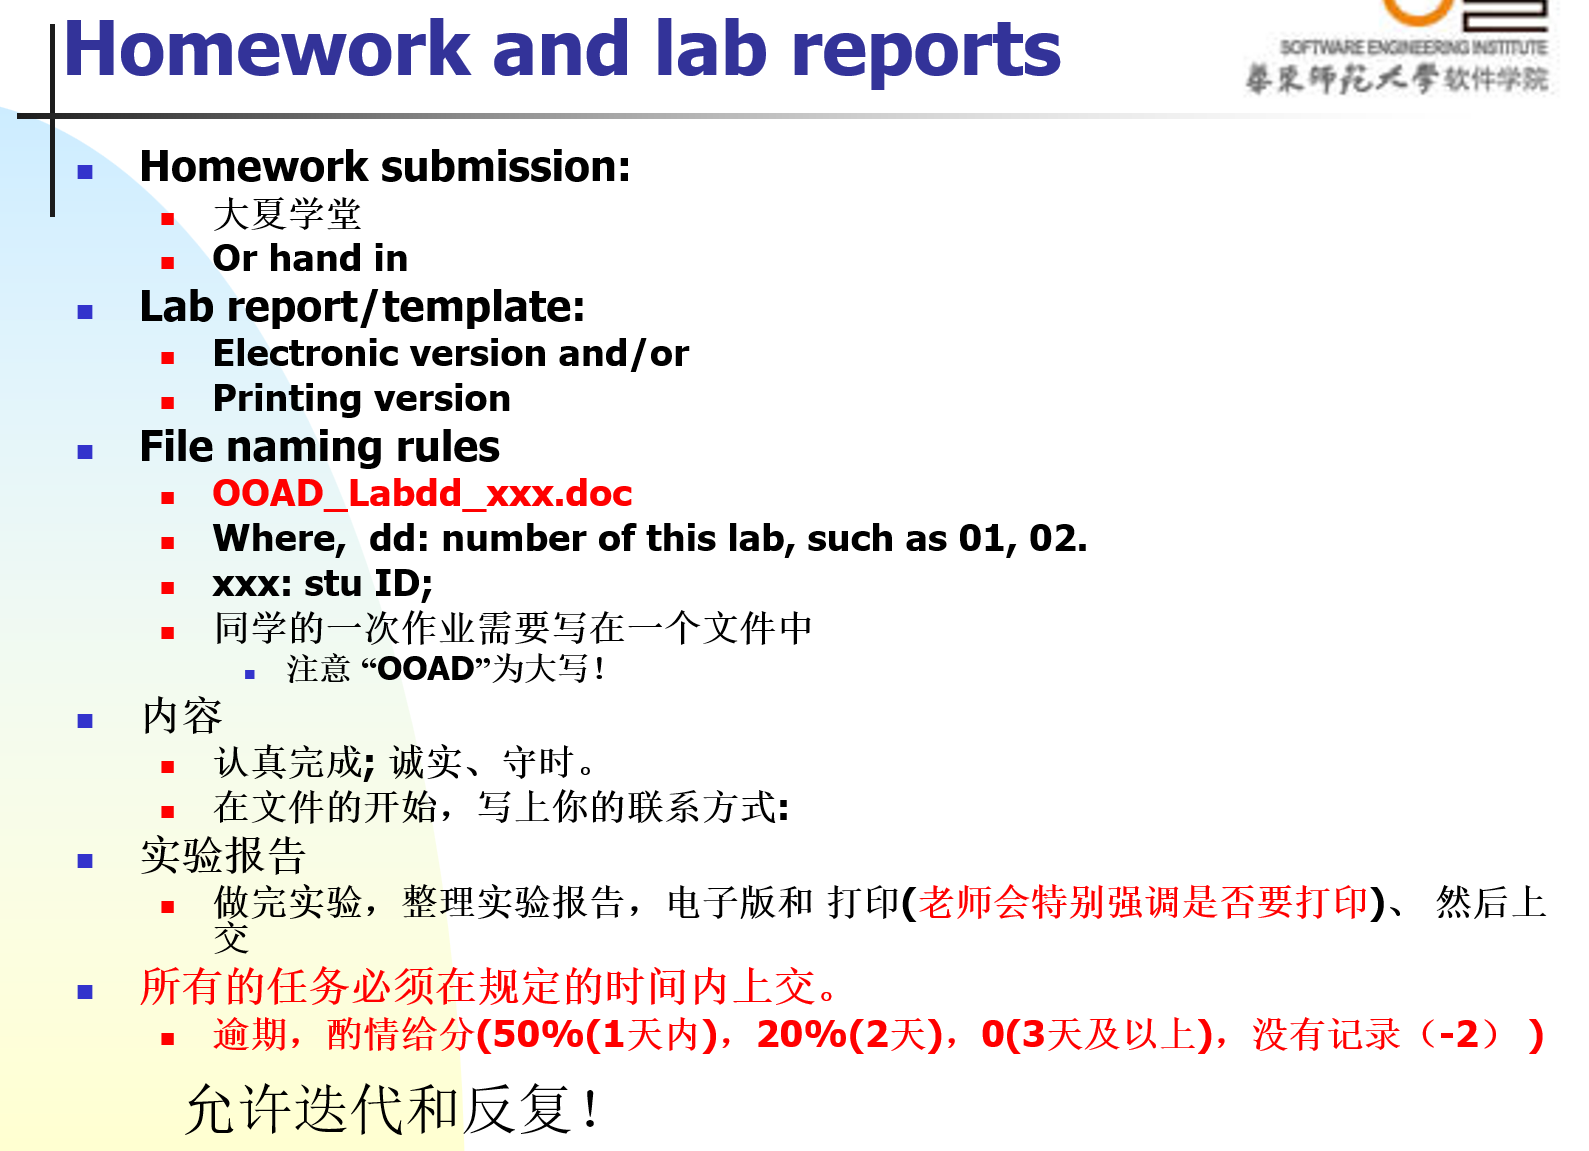 Homework and lab reports
SOFTWARE ENGINEERING INSTITUTE
華東師范大學软件学院
Homework submission:
大夏学堂
Or hand in
Lab report/template:
Electronic version and/or
Printing version
File naming rules
OOAD_Labdd_xxx.doc
Where,  dd: number of this lab, such as 01, 02.
xxx: stu ID;
同学的一次作业需要写在一个文件中
注意 “OOAD”为大写！
内容
认真完成; 诚实、守时。
在文件的开始，写上你的联系方式:
实验报告
做完实验，整理实验报告，电子版和 打印(老师会特别强调是否要打印)、 然后上
交
所有的任务必须在规定的时间内上交。
逾期，酌情给分(50%(1天内)，20%(2天)，0(3天及以上)，没有记录（-2） )
允许迭代和反复！